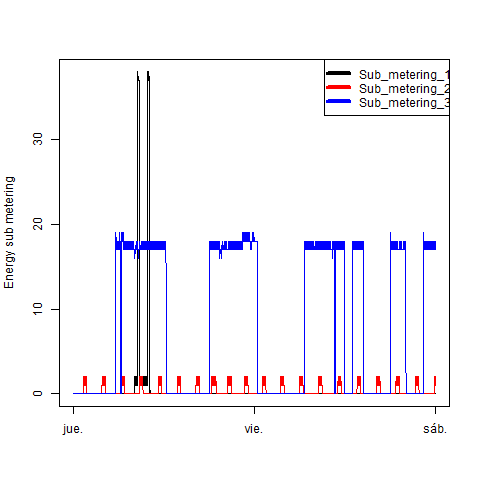 Sub_metering_1
Sub_metering_2
Sub_metering_3
Energy sub metering
30
20
10
0
jue.
vie.
sáb.